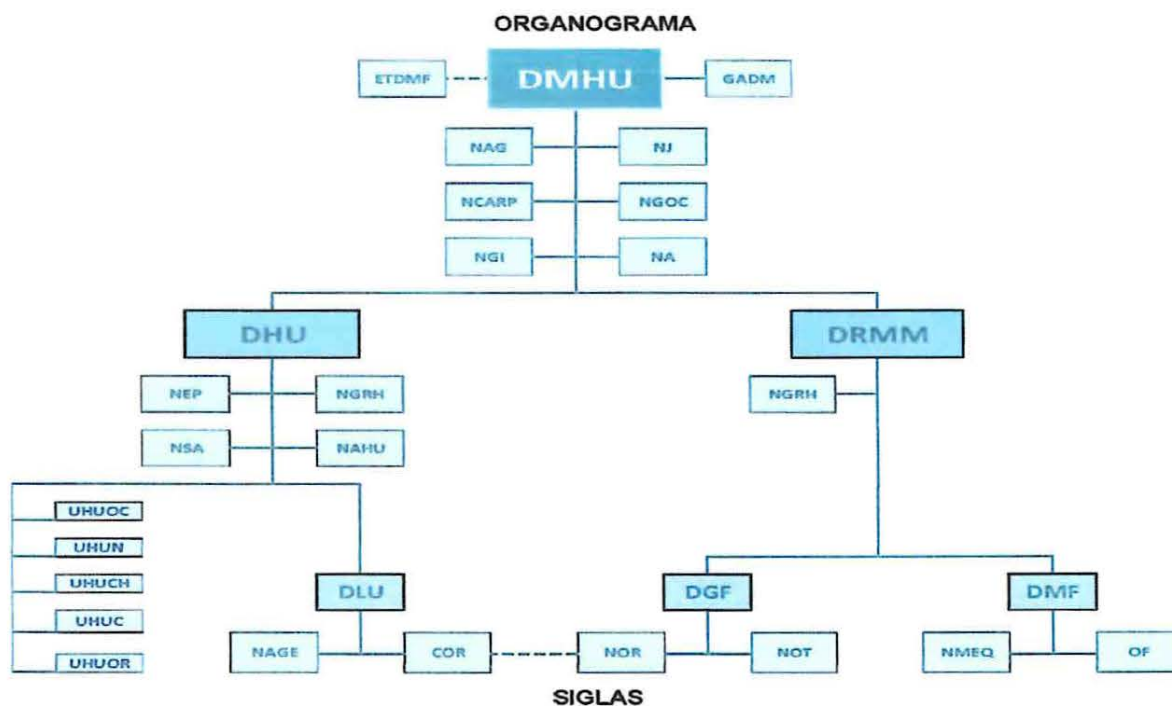 ORGANOGRAMA
ETDMF DMHU GADM
NAG NJ
NCARP NGOC
NGI NA
DHU DRMM
NEP NGRH NGRH
NSA NAHU
UHUOC
UHUN
UHUCH
DLU DGF DMF
UHUC
NAGE COR NOR NOT NMEQ OF
UHUOR
SIGLAS